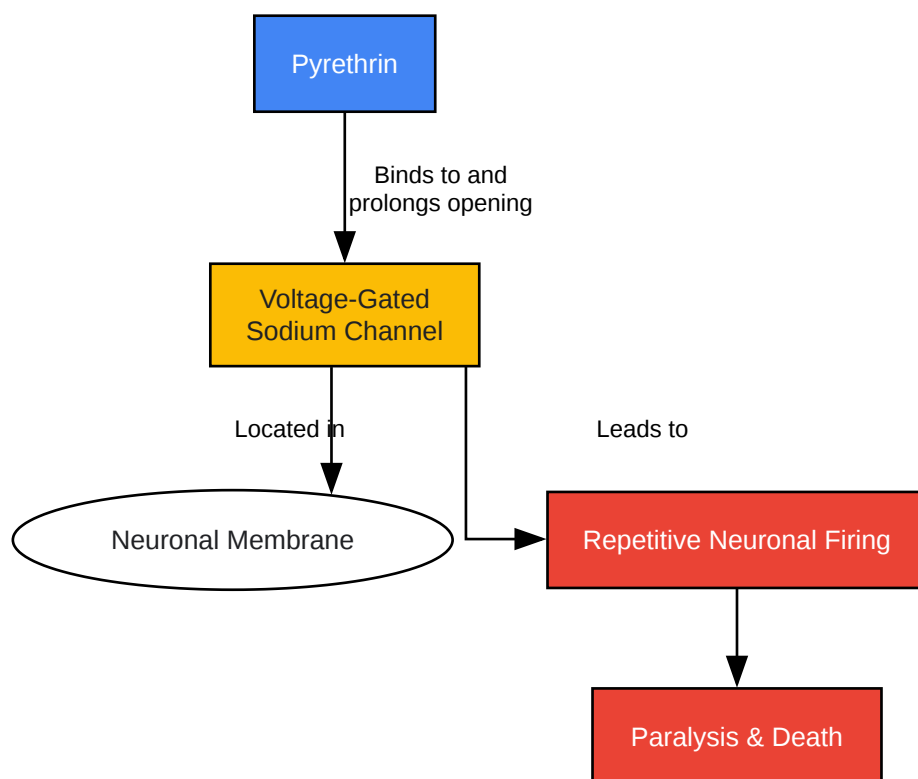 Pyrethrin
Binds to and
prolongs opening
Voltage-Gated
Sodium Channel
Located in
Leads to
Neuronal Membrane
Repetitive Neuronal Firing
Paralysis & Death